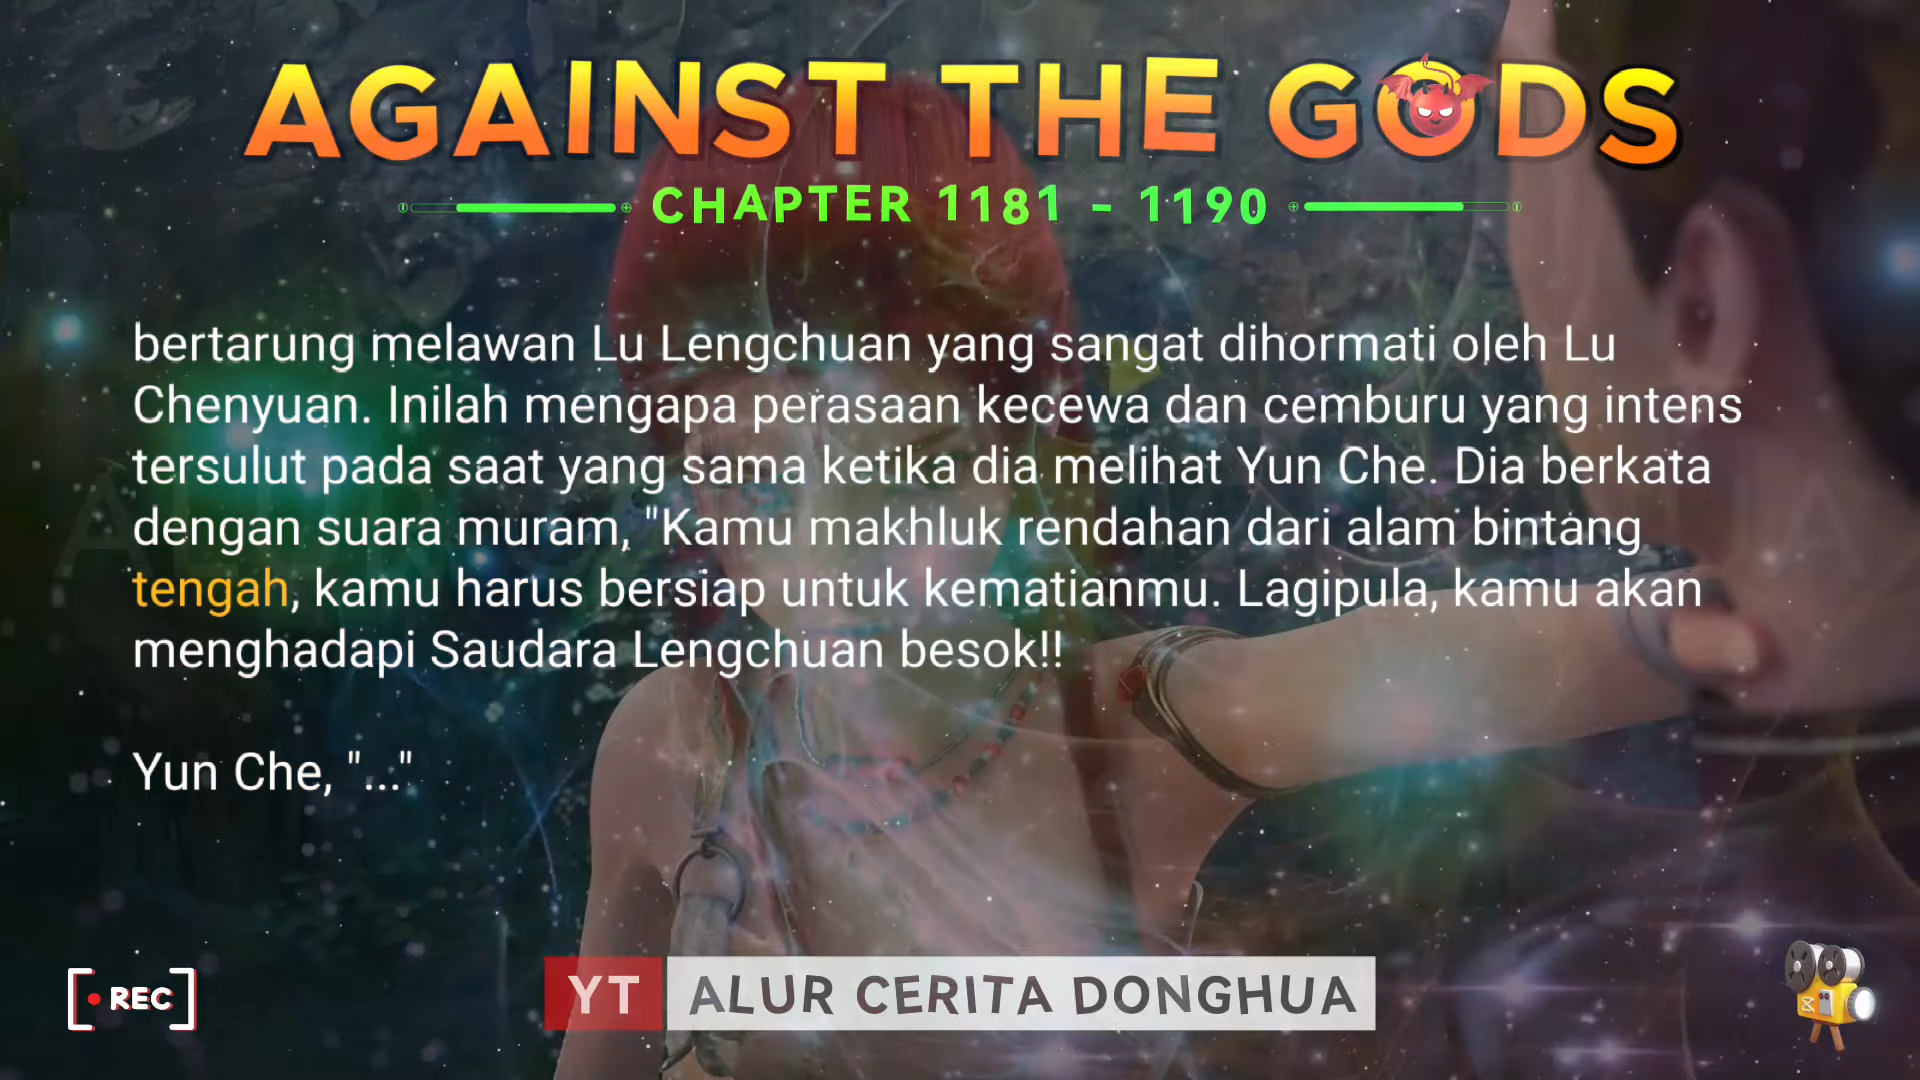 AGAINST THE GODS
CHAPTER 1181 - 1190
bertarung melawan Lu Lengchuan yang sangat dihormati oleh Lu
Chenyuan. Inilah mengapa perasaan kecewa dan cemburu yang intens
tersulut pada saat yang sama ketika dia melihat Yun Che. Dia berkata
dengan suara muram, "Kamu makhluk rendahan dari alam bintang
tengah, kamu harus bersiap untuk kematianmu. Lagipula, kamu akan
menghadapi Saudara Lengchuan besok!!
Yun Che, "..."
REC
YT ALUR CERITA DONGHUA